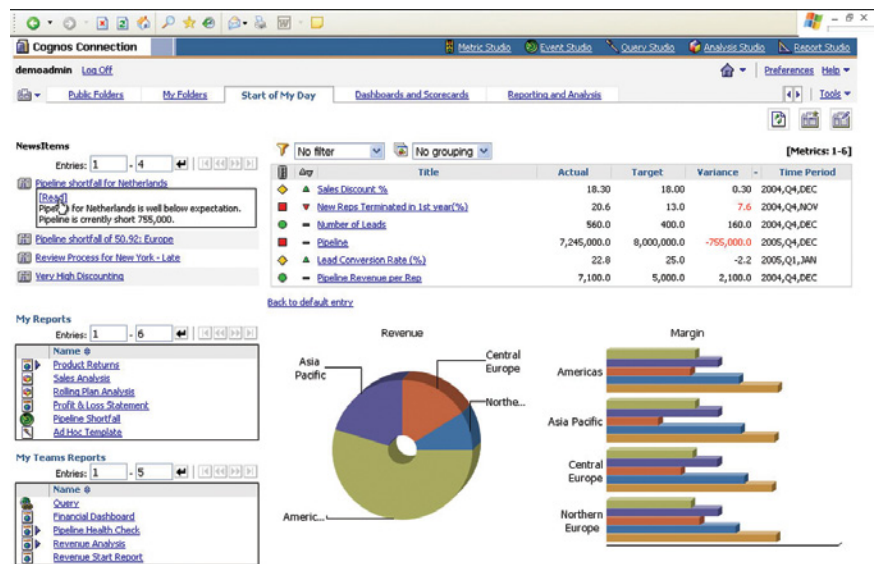 Cognos Connection
Metric Studio Event Studio Query Studio Analysis Studio Report Studio
demoadmin Log Off
Preferences Help
Public Folders My Folders Start of My Day Dashboards and Scorecards Reporting and Analysis
Tools
NewsItems
Entries: 1 - 4
Pipeline shortfall for Netherlands
[Read]
for Netherlands is well below expectation.
Pipeline is crrently short 755,000.
Pipeline shortfall of 50.92: Europe
Review Process for New York - Late
Very High Discounting
No filter No grouping [Metrics: 1-6]
Title Actual Target Variance - Time Period
Sales Discount % 18.30 18.00 0.30 2004,Q4,DEC
New Reps Terminated in 1st year(%) 20.6 13.0 7.6 2004,Q4,NOV
Number of Leads 560.0 400.0 160.0 2004,Q4,DEC
Pipeline 7,245,000.0 8,000,000.0 -755,000.0 2005,Q4,DEC
Lead Conversion Rate (%) 22.8 25.0 -2.2 2005,Q1,JAN
Pipeline Revenue per Rep 7,100.0 5,000.0 2,100.0 2004,Q4,DEC
Back to default entry
My Reports
Entries: 1 - 6
Name
Product Returns
Sales Analysis
Rolling Plan Analysis
Profit & Loss Statement
Pipeline Shortfall
Ad Hoc Template
My Teams Reports
Entries: 1 - 5
Name
Query
Financial Dashboard
Pipeline Health Check
Revenue Analysis
Revenue Start Report
Revenue
Asia
Pacific
Central
Europe
Northe...
Americ...
Margin
Americas
Asia Pacific
Central
Europe
Northern
Europe